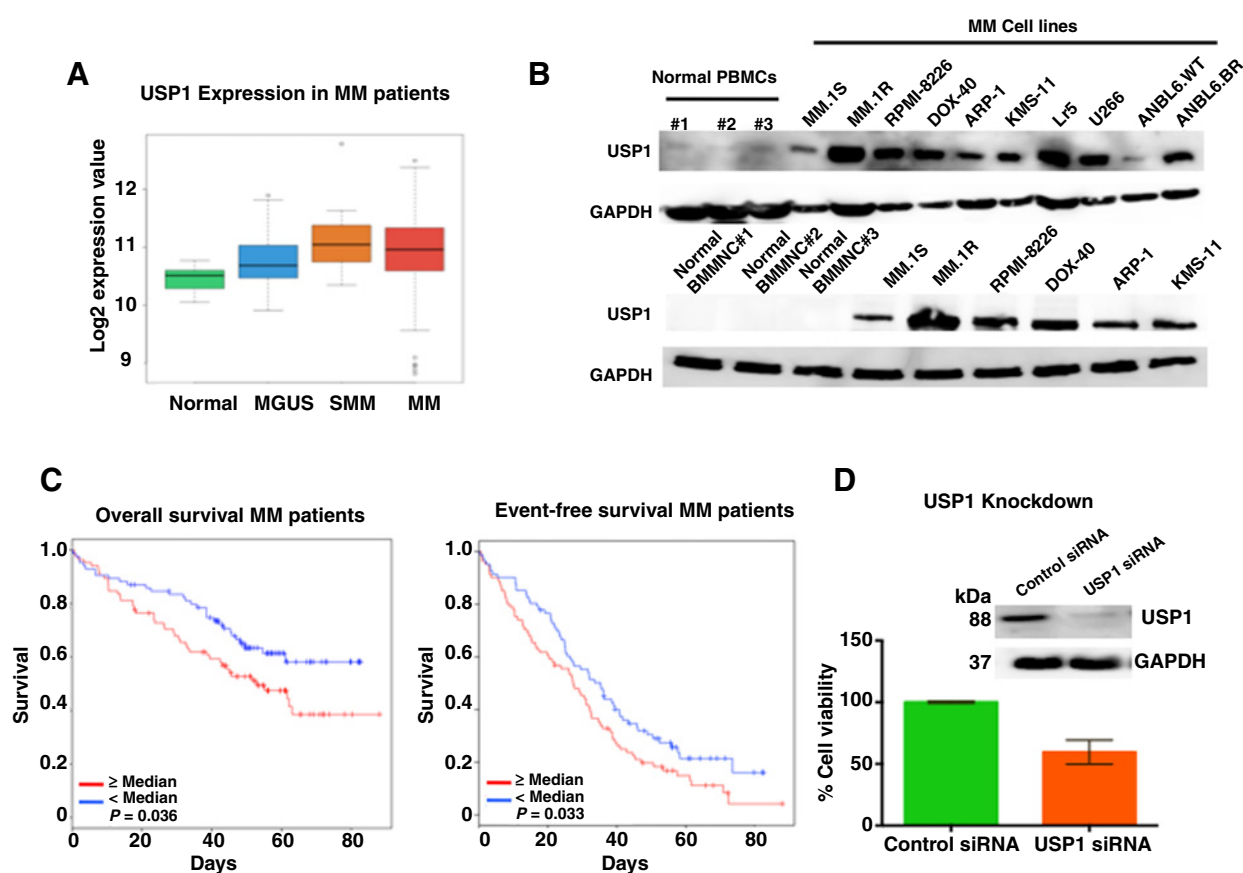 A
USP1 Expression in MM patients
Log2 expression value
12
11
10
9
Normal MGUS SMM MM
B
MM Cell lines
Normal PBMCs
#1 #2 #3
MM.1S MM.1R RPMI-8226 DOX-40 ARP-1 KMS-11 Lr5 U266 ANBL6.WT ANBL6.BR
USP1
GAPDH
Normal BMMNC#1 Normal BMMNC#2 Normal BMMNC#3 MM.1S MM.1R RPMI-8226 DOX-40 ARP-1 KMS-11
USP1
GAPDH
C
Overall survival MM patients
Survival
1.0
0.8
0.6
0.4
0.2
0
≥ Median
< Median
P = 0.036
0 20 40 60 80
Days
Event-free survival MM patients
Survival
1.0
0.8
0.6
0.4
0.2
0
≥ Median
< Median
P = 0.033
0 20 40 60 80
Days
D
USP1 Knockdown
Control siRNA USP1 siRNA
kDa
88 USP1
37 GAPDH
% Cell viability
150
100
50
0
Control siRNA USP1 siRNA